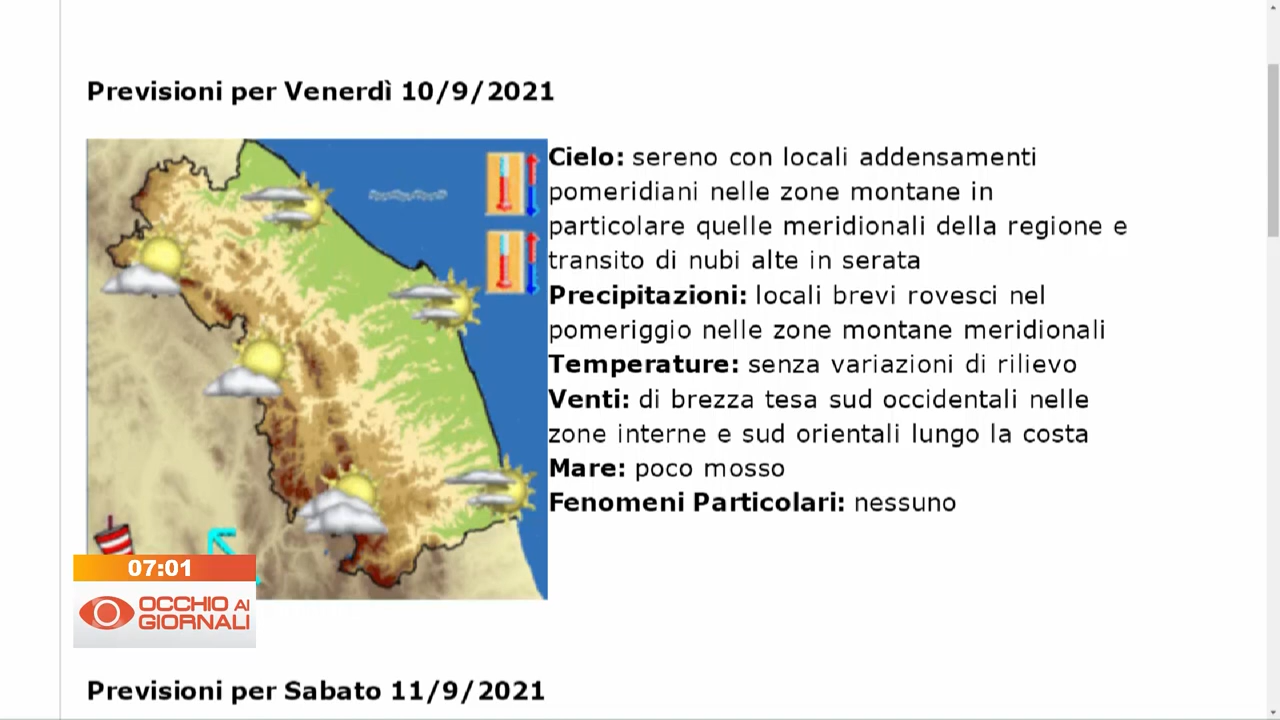 Previsioni per Venerdì 10/9/2021
Cielo: sereno con locali addensamenti
pomeridiani nelle zone montane in
particolare quelle meridionali della regione e
transito di nubi alte in serata
Precipitazioni: locali brevi rovesci nel
pomeriggio nelle zone montane meridionali
Temperature: senza variazioni di rilievo
Venti: di brezza tesa sud occidentali nelle
zone interne e sud orientali lungo la costa
Mare: poco mosso
Fenomeni Particolari: nessuno
07:01
OCCHIO AI
GIORNALI
Previsioni per Sabato 11/9/2021